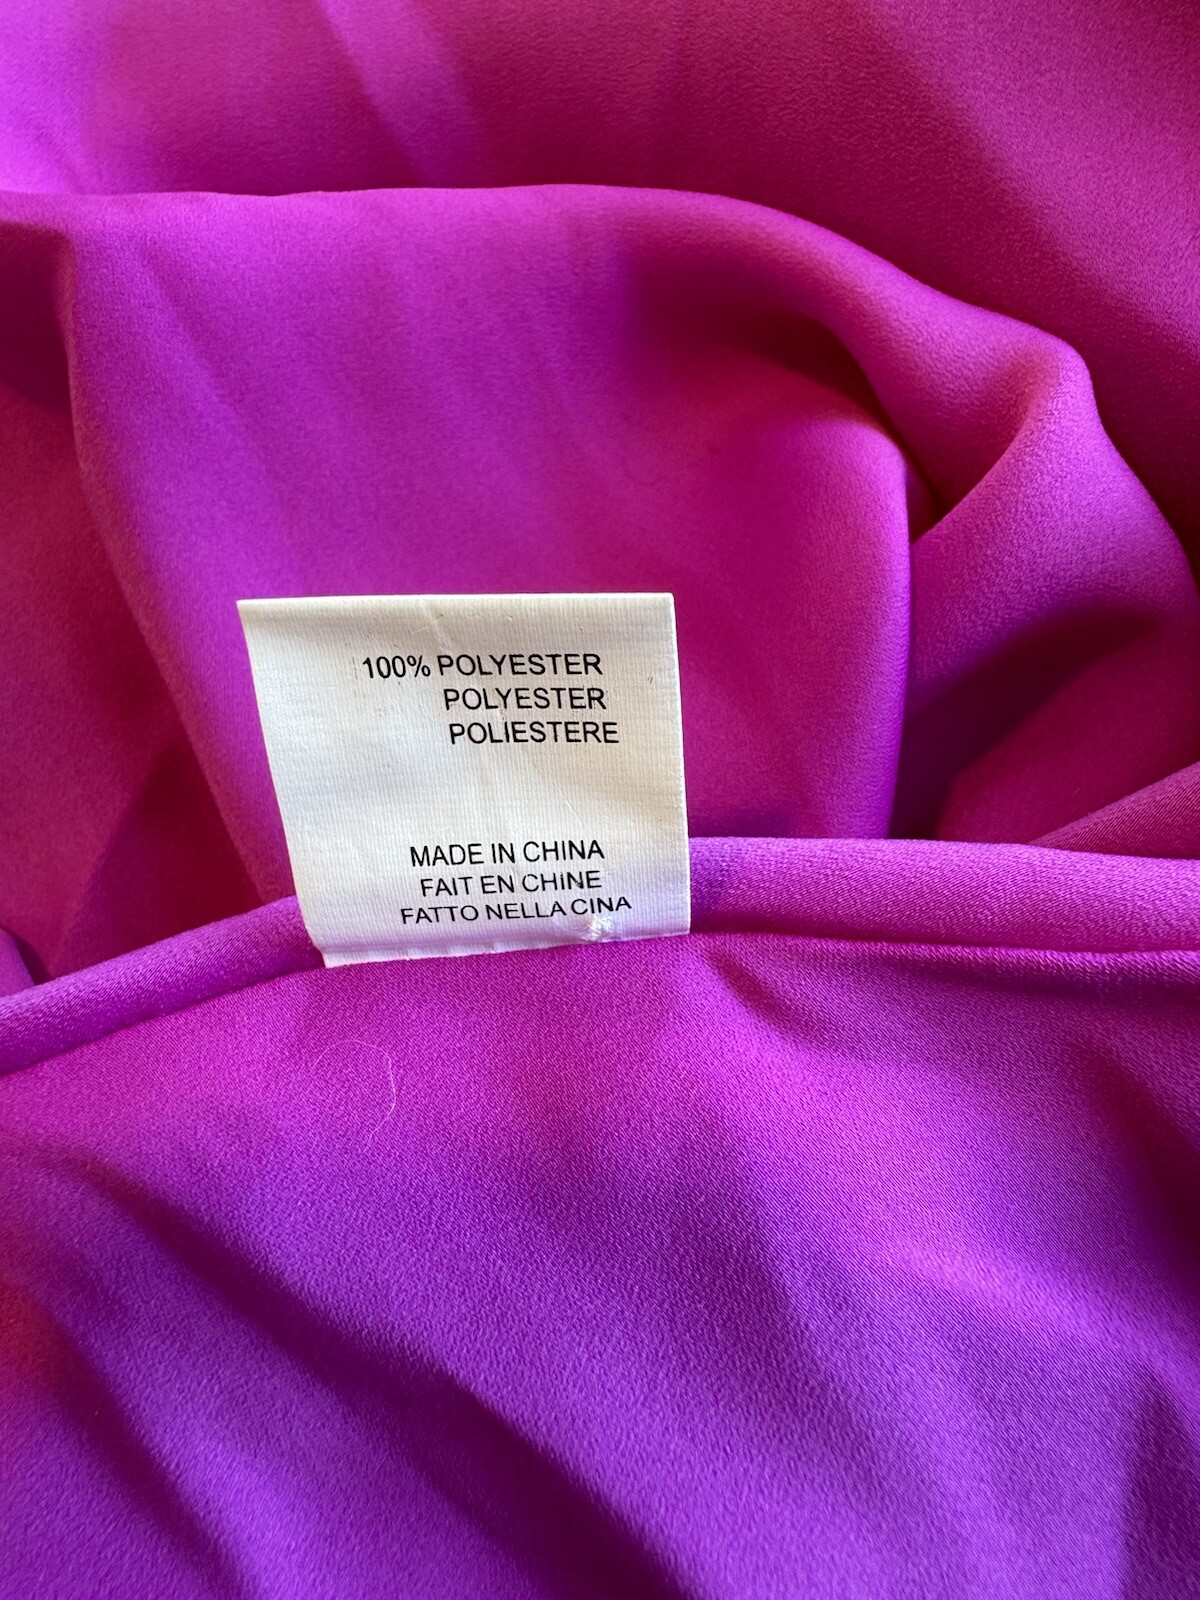 100% POLYESTER
POLYESTER
POLIESTERE
MADE IN CHINA
FAIT EN CHINE
FATTO NELLA CINA